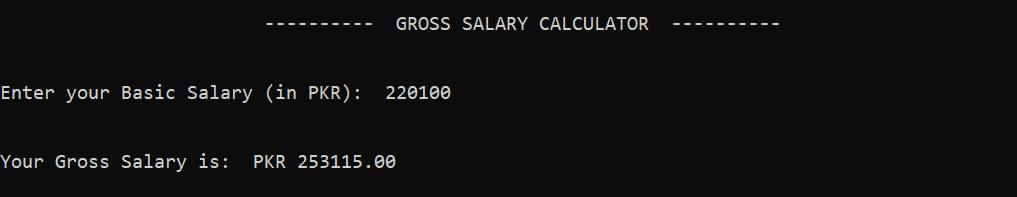 ----------  GROSS SALARY CALCULATOR  ----------
Enter your Basic Salary (in PKR):  220100
Your Gross Salary is:  PKR 253115.00